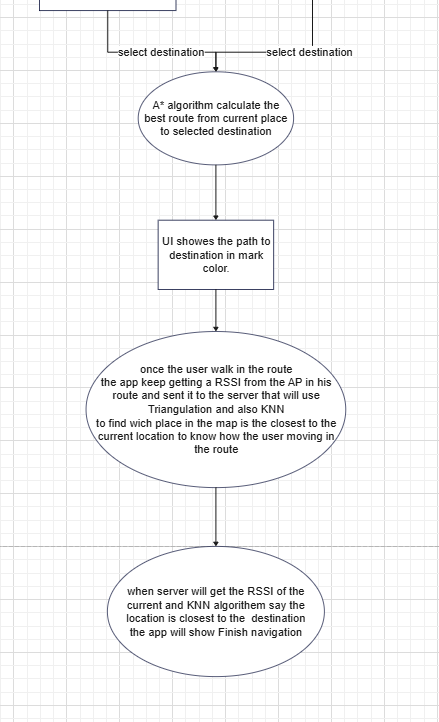 select destination
select destination
A* algorithm calculate the
best route from current place
to selected destination
UI showes the path to
destination in mark
color.
once the user walk in the route
the app keep getting a RSSI from the AP in his
route and sent it to the server that will use
Triangulation and also KNN
to find wich place in the map is the closest to the
current location to know how the user moving in
the route
when server will get the RSSI of the
current and KNN algorithem say the
location is closest to the destination
the app will show Finish navigation